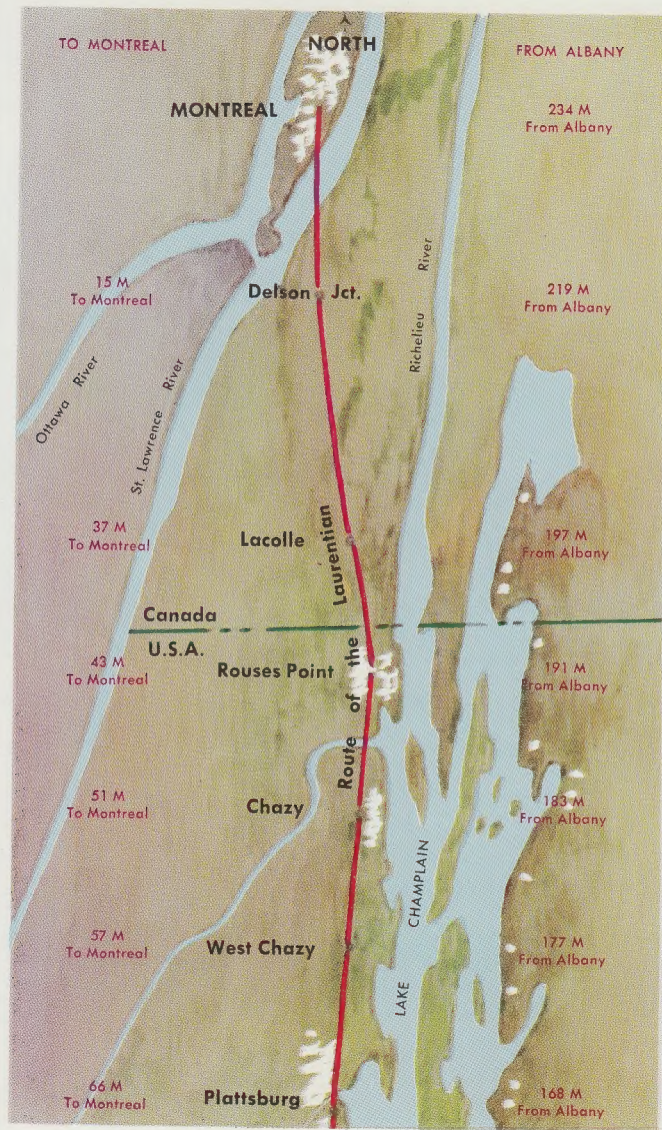 TO MONTREAL
NORTH
FROM ALBANY
MONTREAL
234 M
From Albany
15 M
To Montreal
Delson Jct.
219 M
From Albany
Richelieu River
Ottawa River
St. Lawrence River
37 M
To Montreal
Lacolle
197 M
From Albany
Route of the Laurentian
Canada
U.S.A.
43 M
To Montreal
Rouses Point
191 M
From Albany
51 M
To Montreal
Chazy
183 M
From Albany
LAKE CHAMPLAIN
57 M
To Montreal
West Chazy
177 M
From Albany
66 M
To Montreal
Plattsburg
168 M
From Albany